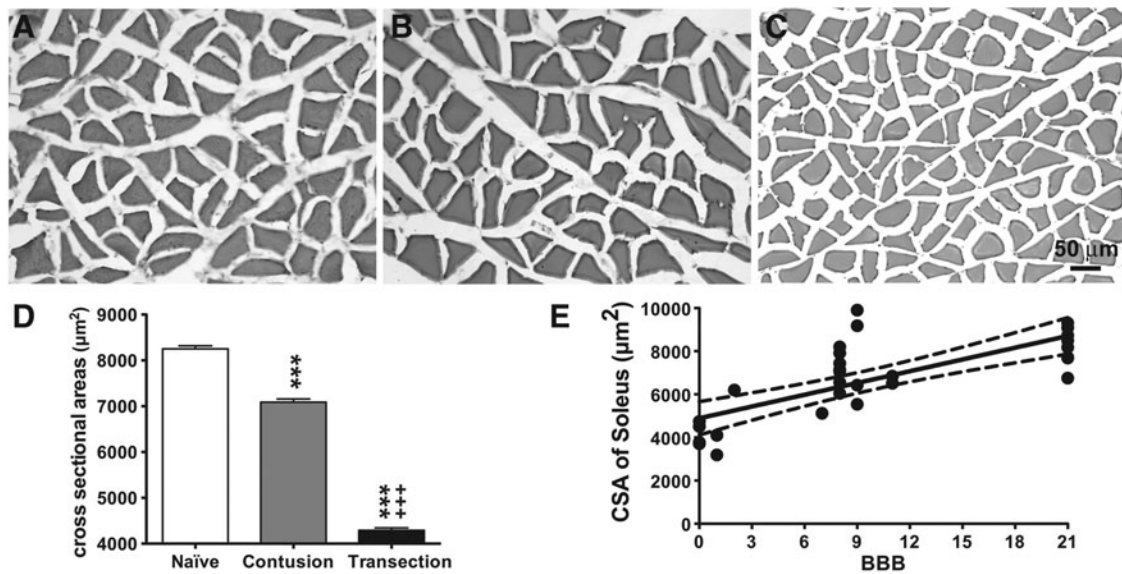 A B C
50 µm
D
cross sectional areas (µm²)
9000
8000
7000
6000
5000
4000
***
***
+++
Naïve Contusion Transection
E
CSA of Soleus (µm²)
10000
8000
6000
4000
2000
0
0 3 6 9 12 15 18 21
BBB